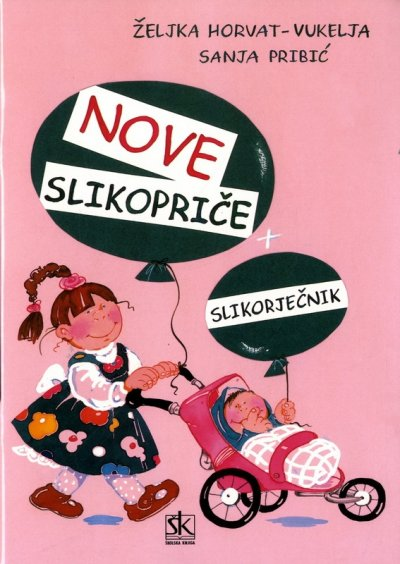 ŽELJKA HORVAT-VUKELJA
SANJA PRIBIĆ
NOVE
SLIKOPRIČE
+
SLIKORJEČNIK
šk
ŠKOLSKA KNJIGA